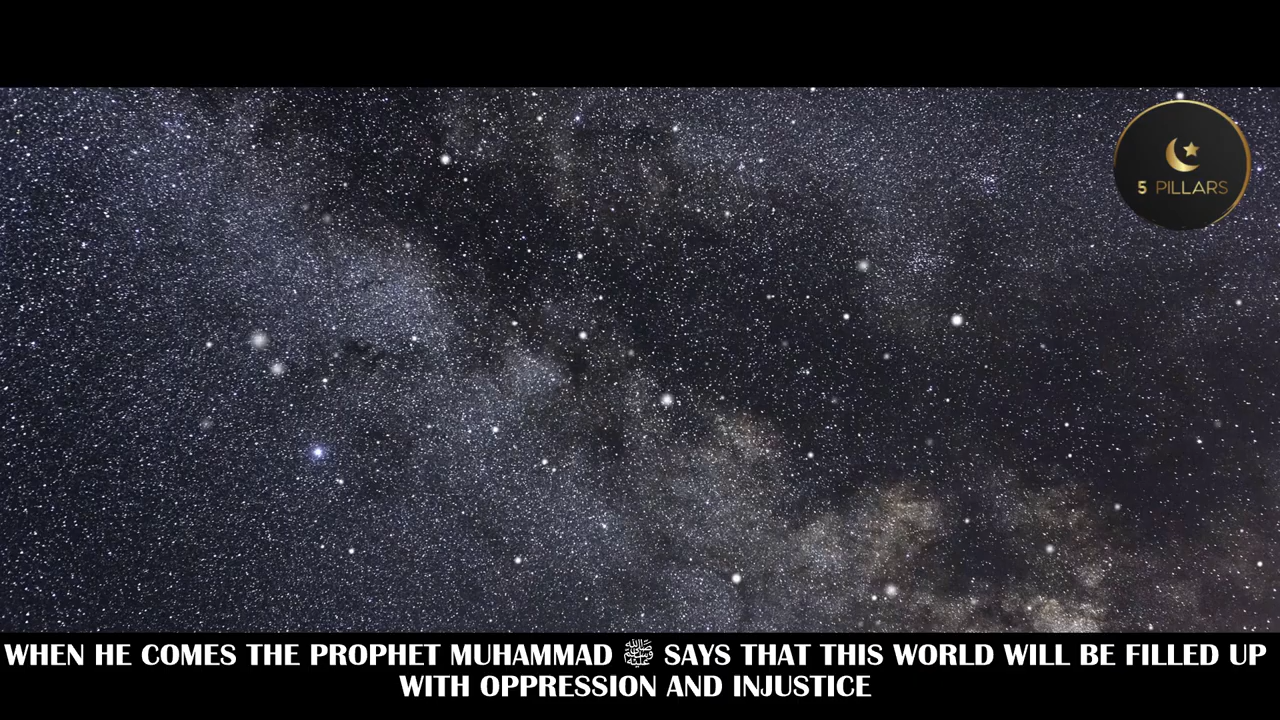 5 PILLARS
WHEN HE COMES THE PROPHET MUHAMMAD ﷺ SAYS THAT THIS WORLD WILL BE FILLED UP
WITH OPPRESSION AND INJUSTICE